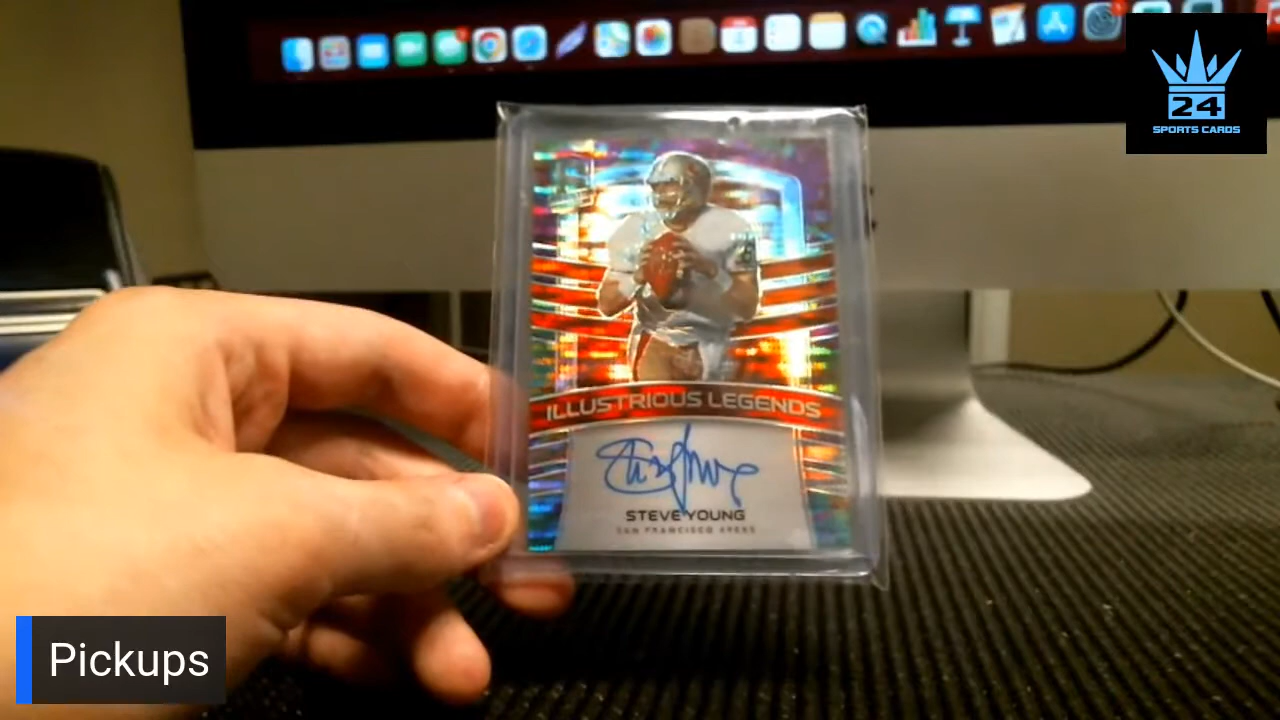 24
SPORTS CARDS
ILLUSTRIOUS LEGENDS
STEVE YOUNG
SAN FRANCISCO 49ERS
Pickups